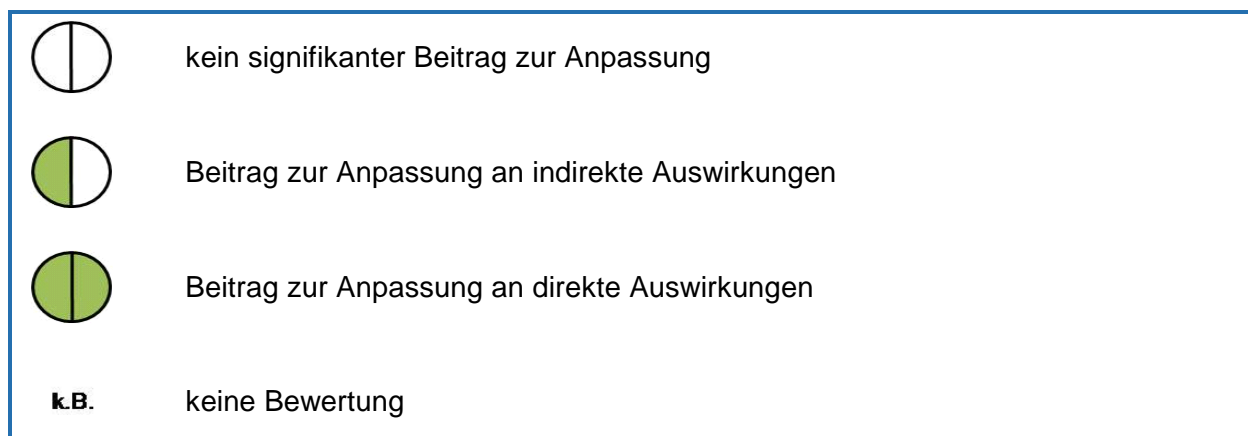 kein signifikanter Beitrag zur Anpassung
Beitrag zur Anpassung an indirekte Auswirkungen
Beitrag zur Anpassung an direkte Auswirkungen
k.B. keine Bewertung